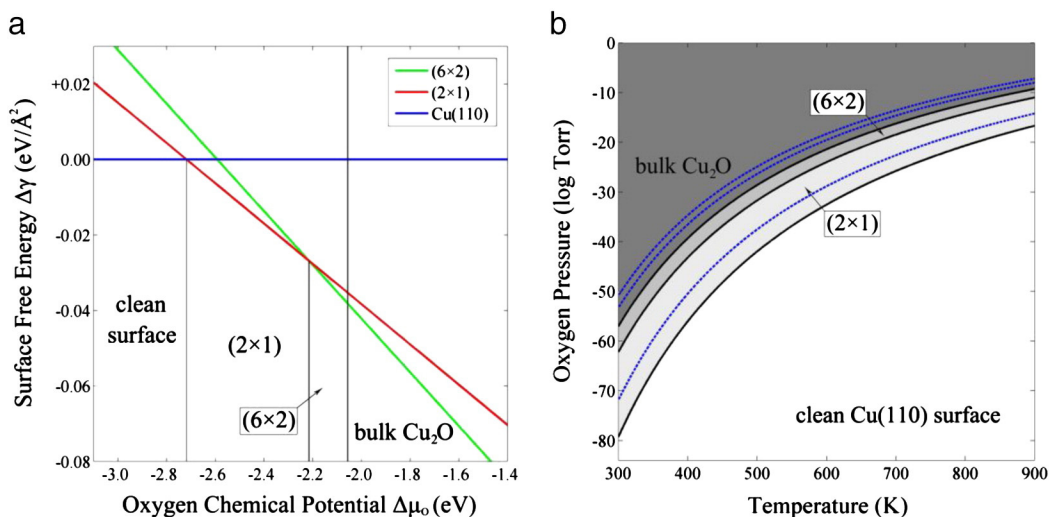 a
+0.02
0.00
-0.02
-0.04
-0.06
-0.08
Surface Free Energy Δγ (eV/Å²)
(6×2)
(2×1)
Cu(110)
clean
surface
(2×1)
(6×2)
bulk Cu₂O
-3.0 -2.8 -2.6 -2.4 -2.2 -2.0 -1.8 -1.6 -1.4
Oxygen Chemical Potential Δμₒ (eV)
b
0
-10
-20
-30
-40
-50
-60
-70
-80
Oxygen Pressure (log Torr)
(6×2)
bulk Cu₂O
(2×1)
clean Cu(110) surface
300 400 500 600 700 800 900
Temperature (K)